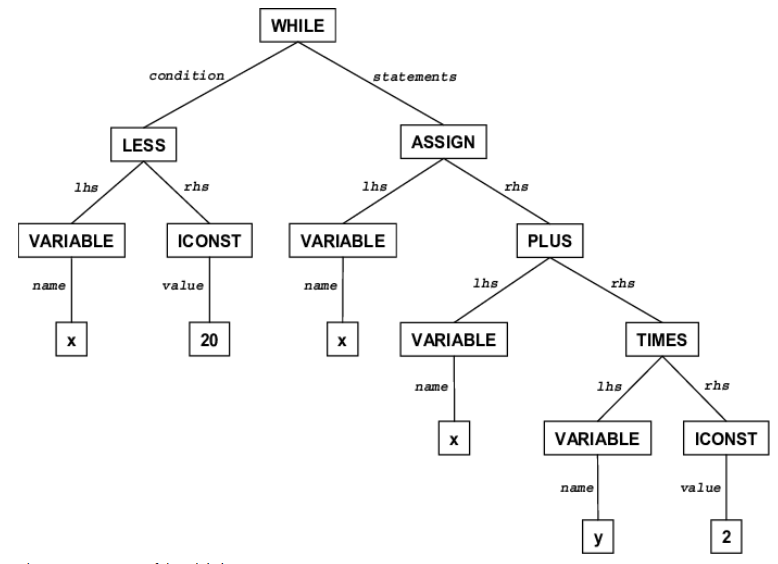 WHILE
condition statements
LESS ASSIGN
lhs rhs lhs rhs
VARIABLE ICONST VARIABLE PLUS
name value name lhs rhs
x 20 x VARIABLE TIMES
name lhs rhs
x VARIABLE ICONST
name value
y 2